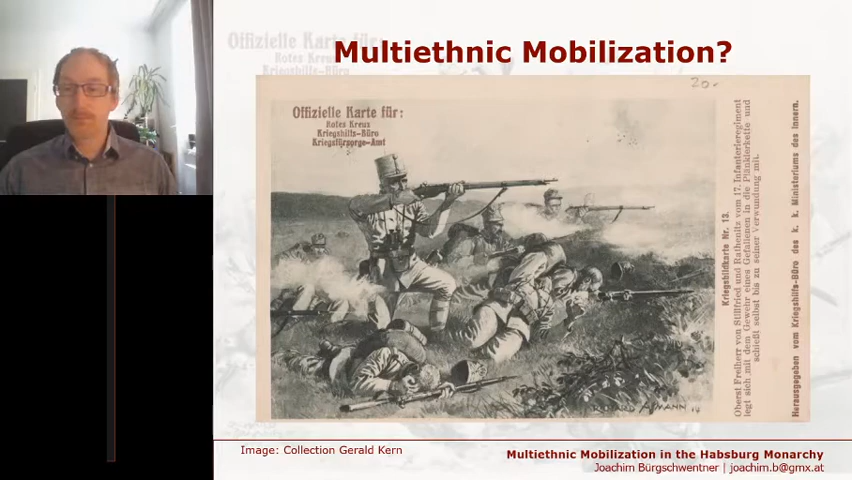 Multiethnic Mobilization?
20.-
Offizielle Karte für:
Rotes Kreuz
Kriegshilfs-Büro
Kriegsfürsorge-Amt
Kriegsbildkarte Nr. 13.
Oberst Freiherr von Stillfried und Rathenitz vom 17. Infanterieregiment
legt sich mit dem Gewehr eines Gefallenen in die Plänklerkette und
schießt selbst bis zu seiner Verwundung mit.
Herausgegeben vom Kriegshilfs-Büro des k. k. Ministeriums des Innern.
Image: Collection Gerald Kern
Multiethnic Mobilization in the Habsburg Monarchy
Joachim Bürgschwentner | joachim.b@gmx.at